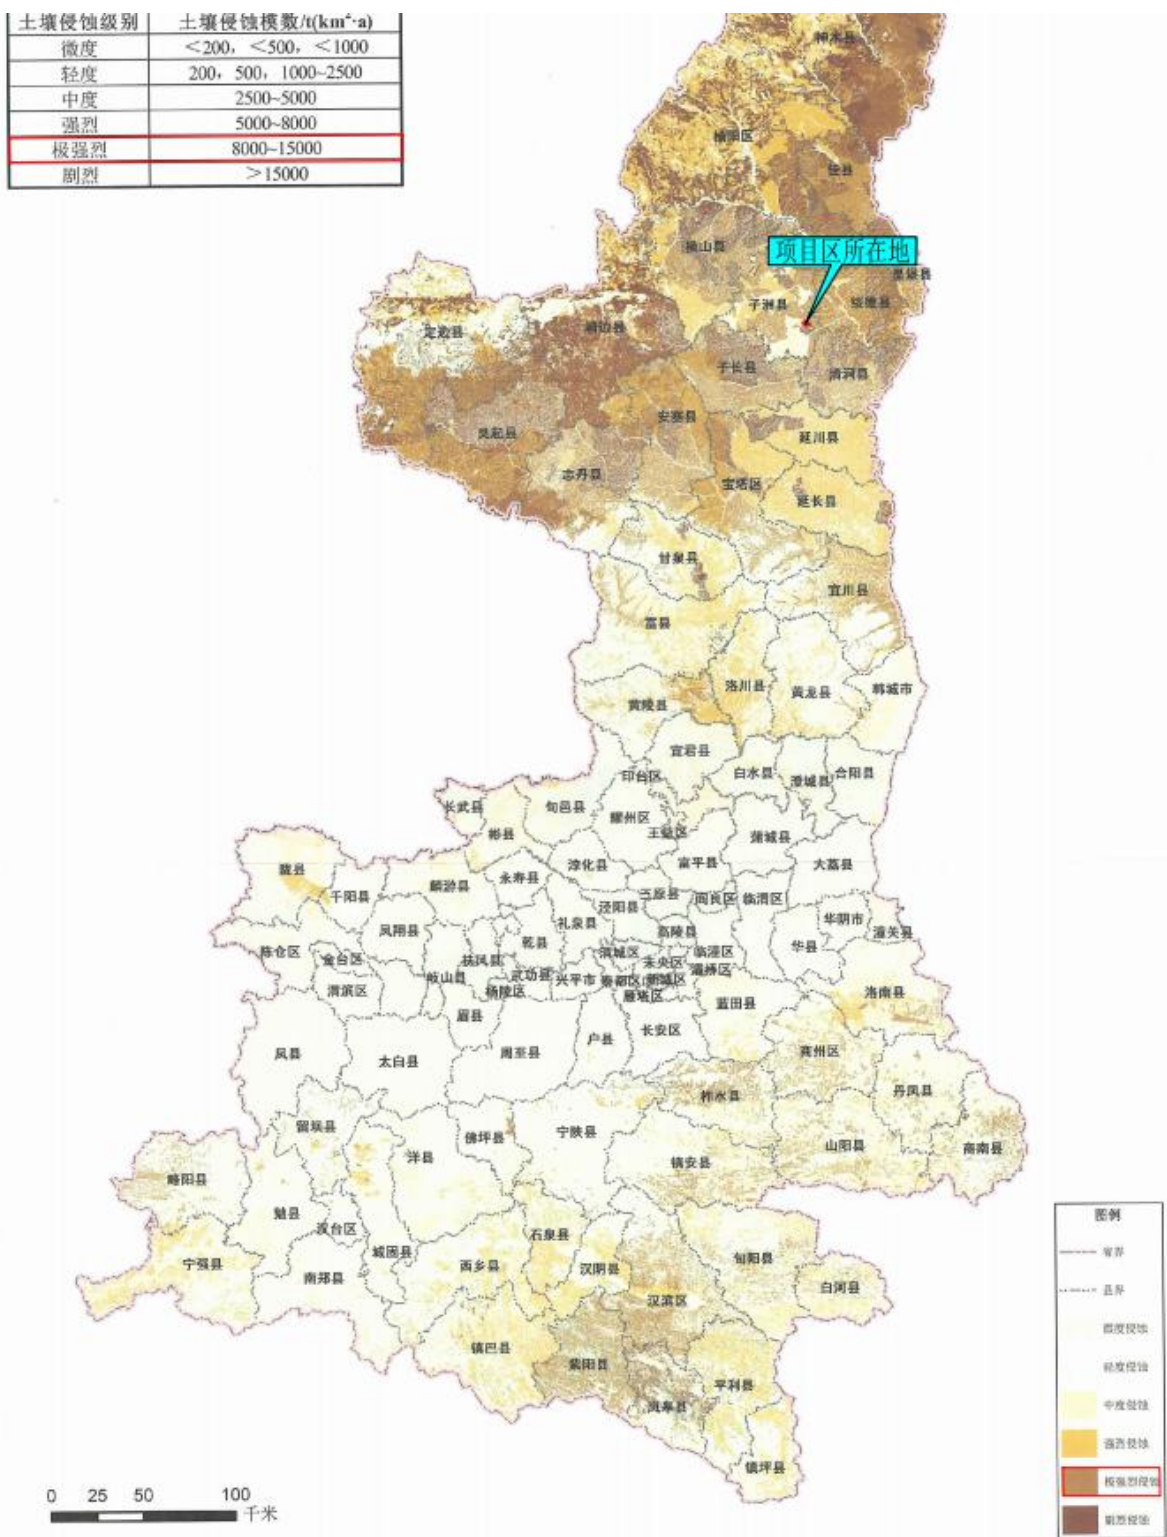 土壤侵蚀级别 土壤侵蚀模数/t(km²·a)
微度 <200，<500，<1000
轻度 200，500，1000~2500
中度 2500~5000
强烈 5000~8000
极强烈 8000~15000
剧烈 >15000
神木县
榆阳区
佳县
横山县
项目区所在地
吴堡县
子洲县
绥德县
定边县
靖边县
子长县
清涧县
安塞县
吴起县
延川县
志丹县
宝塔区
延长县
甘泉县
宜川县
富县
洛川县
黄龙县
韩城市
黄陵县
宜君县
印台区
白水县
澄城县
合阳县
长武县
旬邑县
耀州区
彬县
王益区
蒲城县
淳化县
富平县
大荔县
陇县
千阳县
麟游县
永寿县
三原县
阎良区
临渭区
泾阳县
礼泉县
凤翔县
乾县
高陵县
华县
华阴市
潼关县
陈仓区
金台区
扶风县
渭城区
未央区
临潼区
灞桥区
渭滨区
岐山县
武功县
兴平市
秦都区
新城区
杨陵区
雁塔区
洛南县
眉县
蓝田县
户县
长安区
凤县
太白县
周至县
商州区
丹凤县
柞水县
留坝县
佛坪县
宁陕县
洋县
山阳县
商南县
镇安县
略阳县
勉县
汉台区
城固县
石泉县
宁强县
南郑县
西乡县
汉阴县
旬阳县
白河县
汉滨区
镇巴县
紫阳县
平利县
岚皋县
镇坪县
图例
省界
县界
微度侵蚀
轻度侵蚀
中度侵蚀
强烈侵蚀
极强烈侵蚀
剧烈侵蚀
0 25 50 100
千米